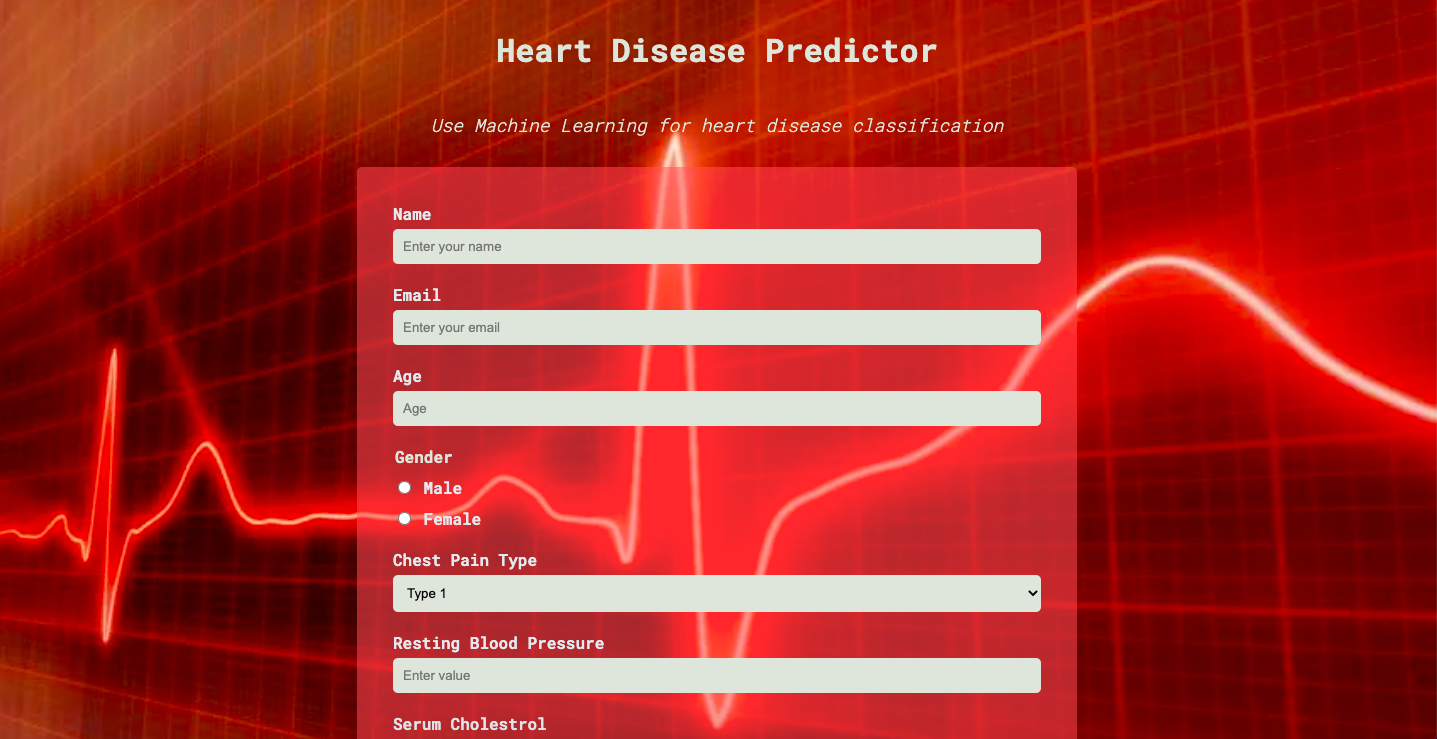 Heart Disease Predictor
Use Machine Learning for heart disease classification
Name
Enter your name
Email
Enter your email
Age
Age
Gender
Male
Female
Chest Pain Type
Type 1
Resting Blood Pressure
Enter value
Serum Cholestrol